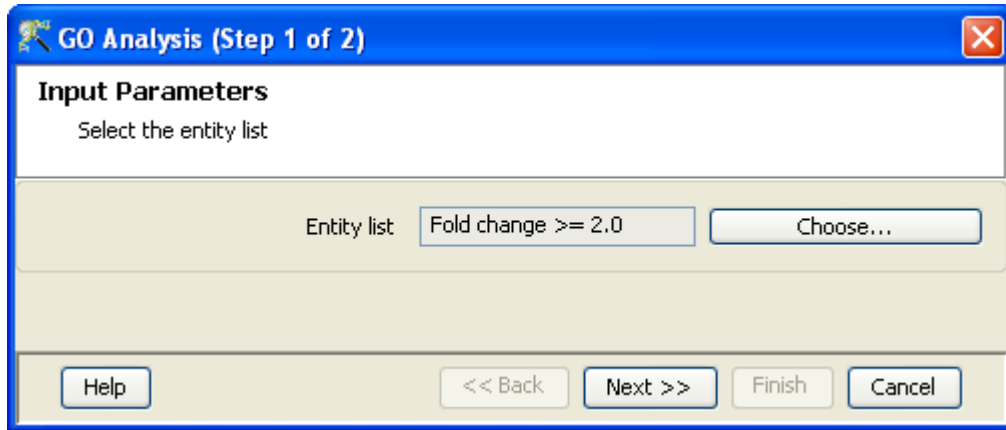 GO Analysis (Step 1 of 2)
Input Parameters
Select the entity list
Entity list Fold change >= 2.0 Choose...
Help << Back Next >> Finish Cancel